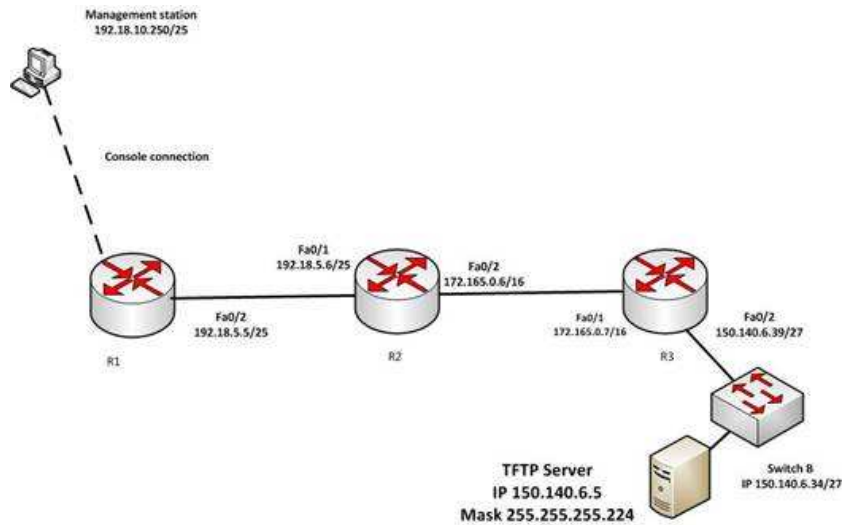 Management station
192.18.10.250/25
Console connection
Fa0/1
192.18.5.6/25
Fa0/2
172.165.0.6/16
Fa0/2
192.18.5.5/25
Fa0/1
172.165.0.7/16
Fa0/2
150.140.6.39/27
R1
R2
R3
TFTP Server
IP 150.140.6.5
Mask 255.255.255.224
Switch B
IP 150.140.6.34/27